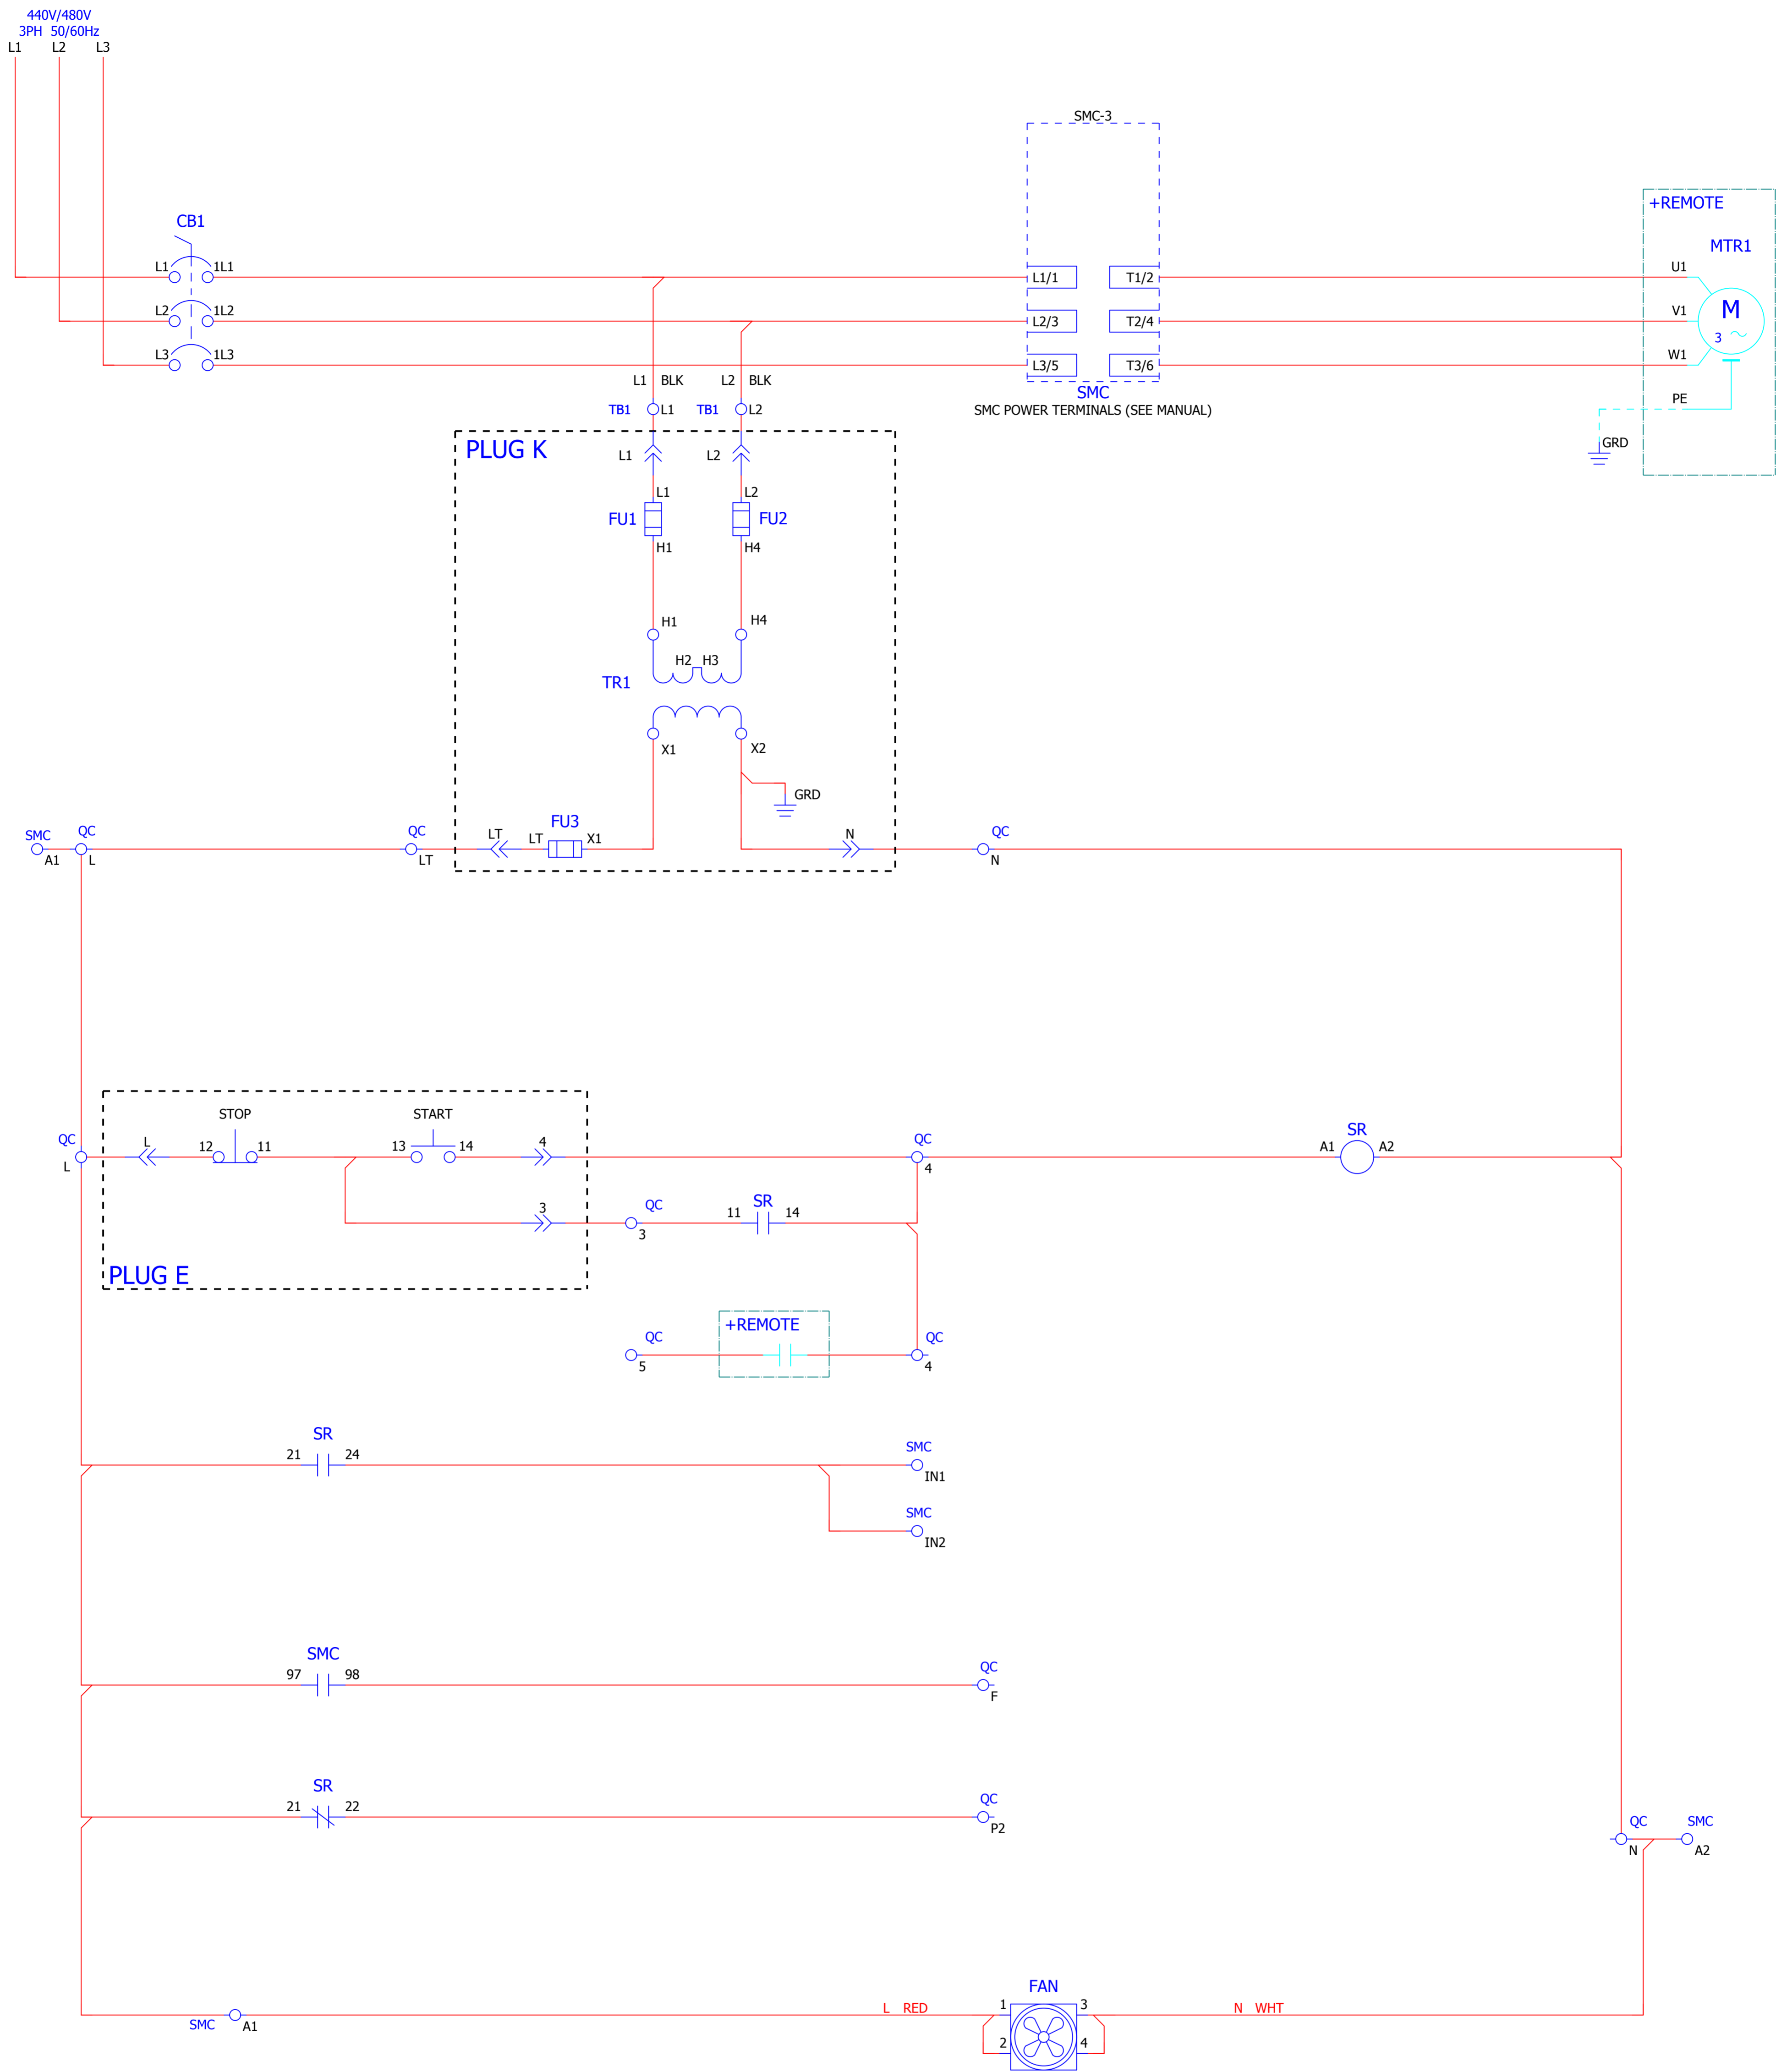 440V/480V
3PH 50/60Hz
L1 L2 L3
SMC-3
+REMOTE
CB1
MTR1
L1 1L1 L1/1 T1/2 U1
L2 1L2 L2/3 T2/4 V1
M
3
L3 1L3 L3/5 T3/6 W1
L1 BLK L2 BLK
SMC
TB1 L1 TB1 L2
SMC POWER TERMINALS (SEE MANUAL)
PE
GRD
PLUG K
L1 L2
L1 L2
FU1 FU2
H1 H4
H1 H4
H2 H3
TR1
X1 X2
GRD
SMC QC QC LT FU3 N QC
LT X1
A1 L LT N
STOP START
QC L 12 11 13 14 4 QC SR
A1 A2
L 4
3 QC SR
11 14
3
PLUG E
+REMOTE
QC QC
5 4
SR SMC
21 24
IN1
SMC
IN2
SMC
97 98 QC
F
SR
21 22 QC
P2
QC SMC
N A2
FAN
L RED 1 3 N WHT
SMC A1
2 4